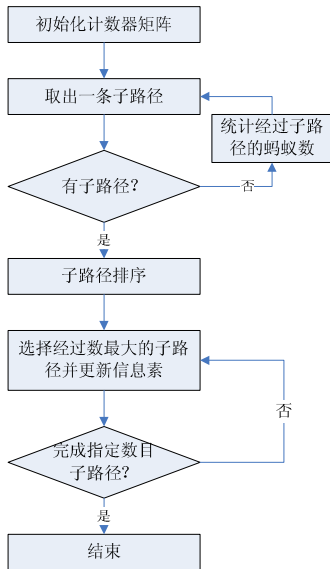 初始化计数器矩阵
取出一条子路径
统计经过子路
径的蚂蚁数
有子路径？
否
是
子路径排序
选择经过数最大的子路
径并更新信息素
否
完成指定数目
子路径？
是
结束